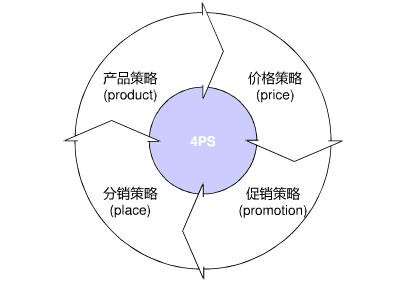 产品策略
(product)
价格策略
(price)
4PS
分销策略
(place)
促销策略
(promotion)